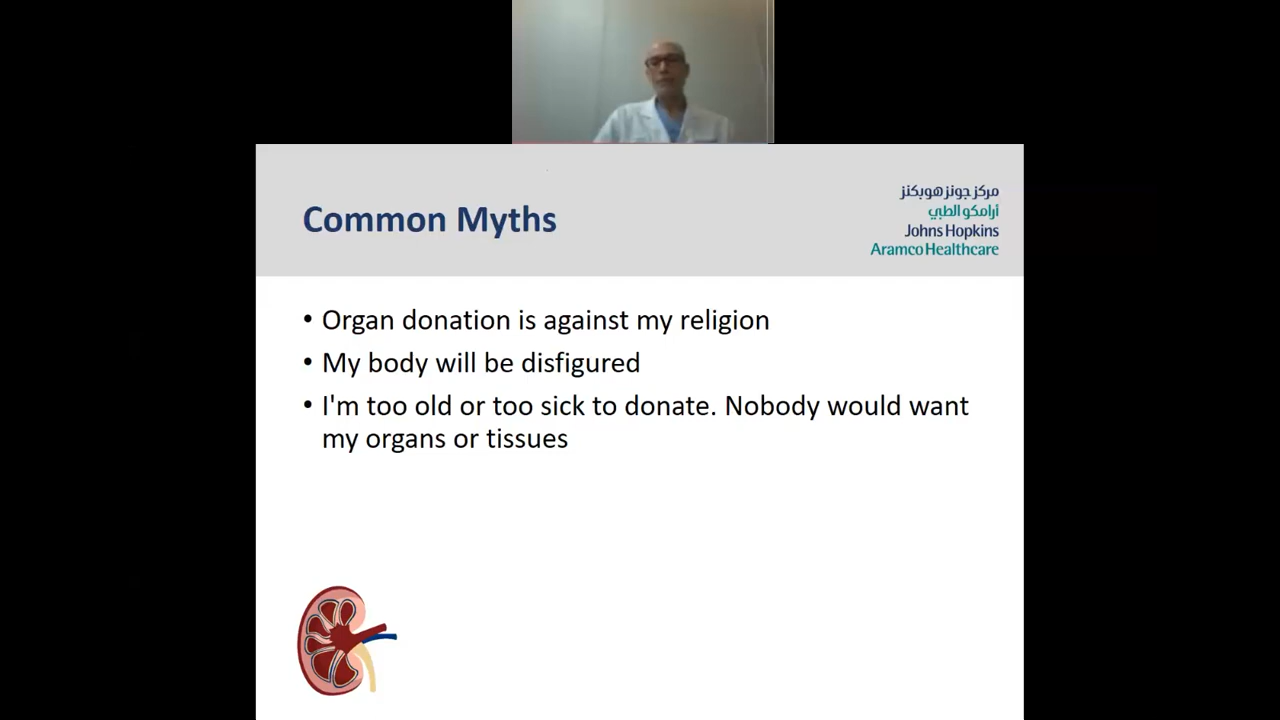 Common Myths
مركز جونز هوبكنز
أرامكو الطبي
Johns Hopkins
Aramco Healthcare
• Organ donation is against my religion
• My body will be disfigured
• I'm too old or too sick to donate. Nobody would want
my organs or tissues